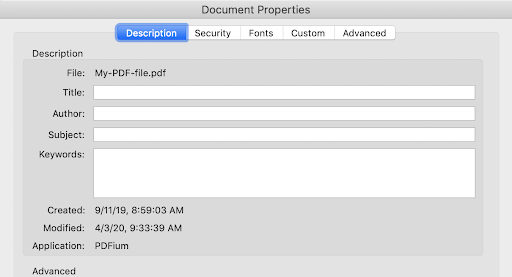 Document Properties
Description Security Fonts Custom Advanced
Description
File: My-PDF-file.pdf
Title:
Author:
Subject:
Keywords:
Created: 9/11/19, 8:59:03 AM
Modified: 4/3/20, 9:33:39 AM
Application: PDFium
Advanced